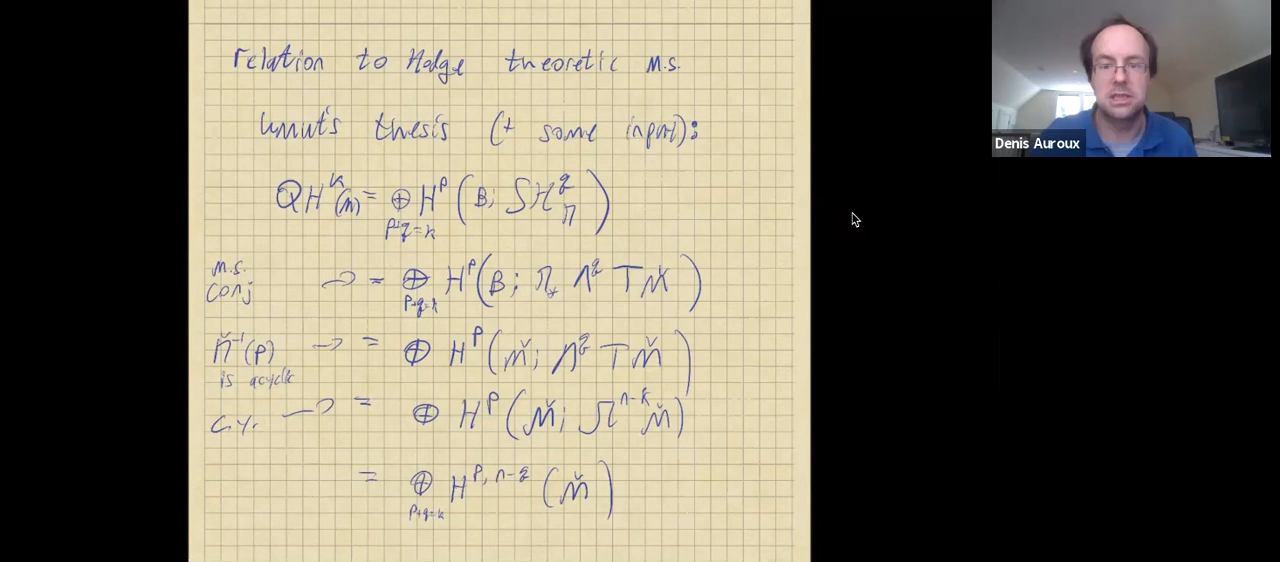 relation to Hodge theoretic M.S.
Umut's thesis (+ some input):
QH^k(M) = ⊕_{p+q=k} H^p(B; SH^q_π)
M.S. conj → = ⊕_{p+q=k} H^p(B; π_* Λ^q TM̌)
π̌^{-1}(p) is acyclic → = ⊕ H^p(M̌; Λ^q TM̌)
C.Y. → = ⊕ H^p(M̌; Ω^{n-k} M̌)
= ⊕_{p+q=k} H^{p, n-q}(M̌)
Denis Auroux